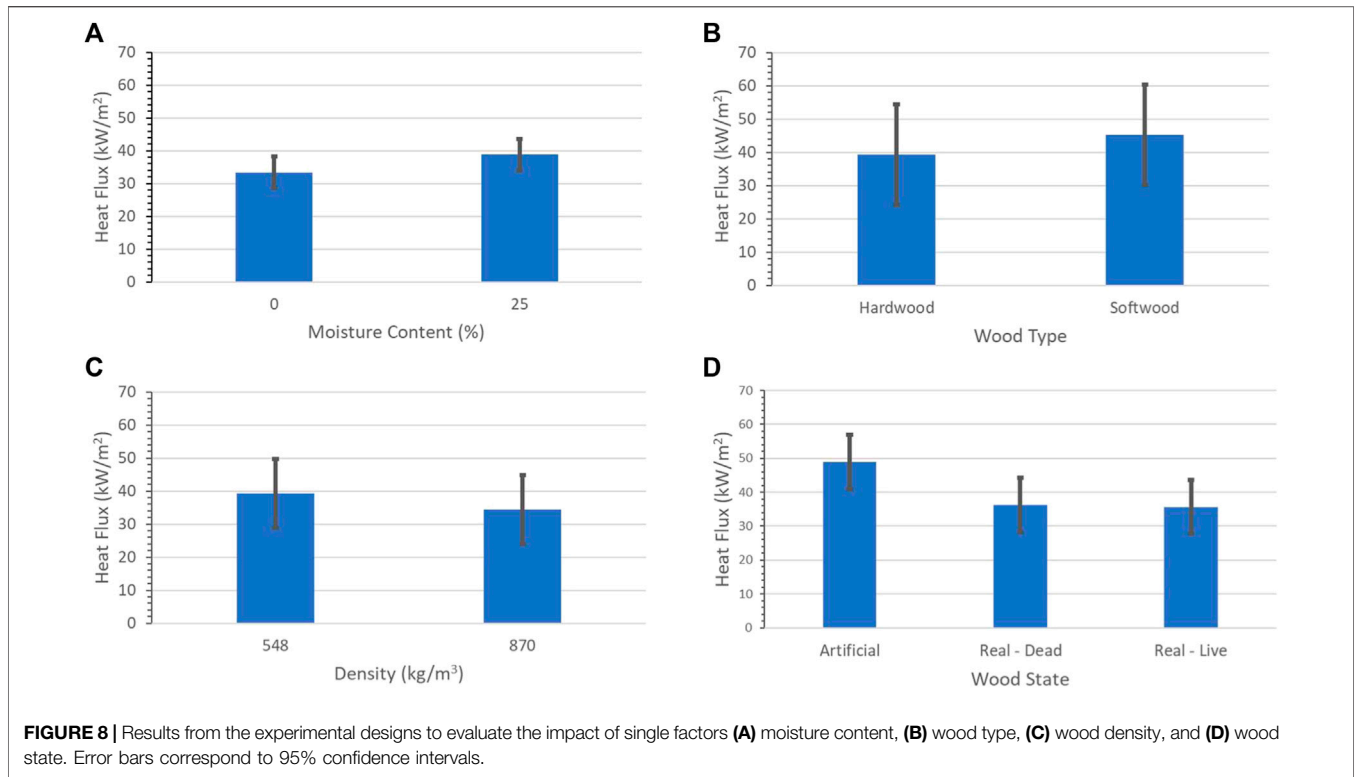 A
70
60
50
40
30
20
10
0
Heat Flux (kW/m²)
0 25
Moisture Content (%)
B
70
60
50
40
30
20
10
0
Heat Flux (kW/m²)
Hardwood Softwood
Wood Type
C
70
60
50
40
30
20
10
0
Heat Flux (kW/m²)
548 870
Density (kg/m³)
D
70
60
50
40
30
20
10
0
Heat Flux (kW/m²)
Artificial Real - Dead Real - Live
Wood State
FIGURE 8 | Results from the experimental designs to evaluate the impact of single factors (A) moisture content, (B) wood type, (C) wood density, and (D) wood
state. Error bars correspond to 95% confidence intervals.